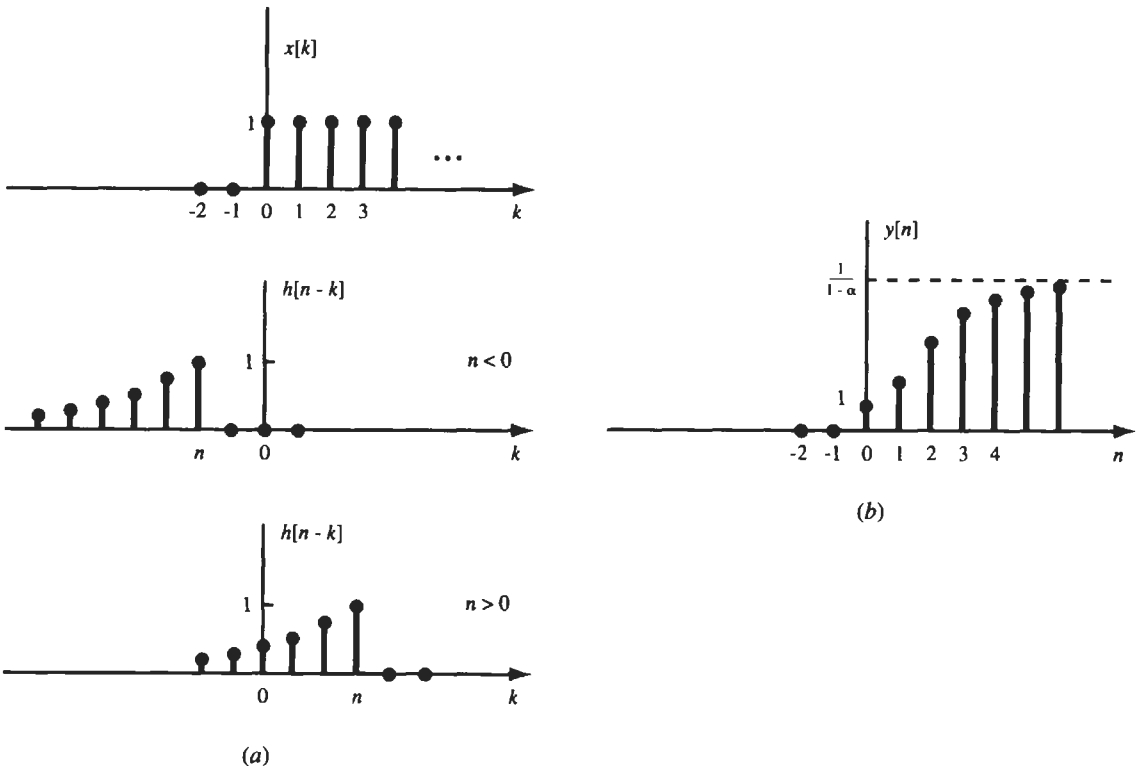 x[k]
1
...
-2 -1 0 1 2 3 k
h[n - k]
1
n < 0
n 0 k
h[n - k]
1
n > 0
0 n k
(a)
y[n]
1
1 - α
1
-2 -1 0 1 2 3 4 n
(b)